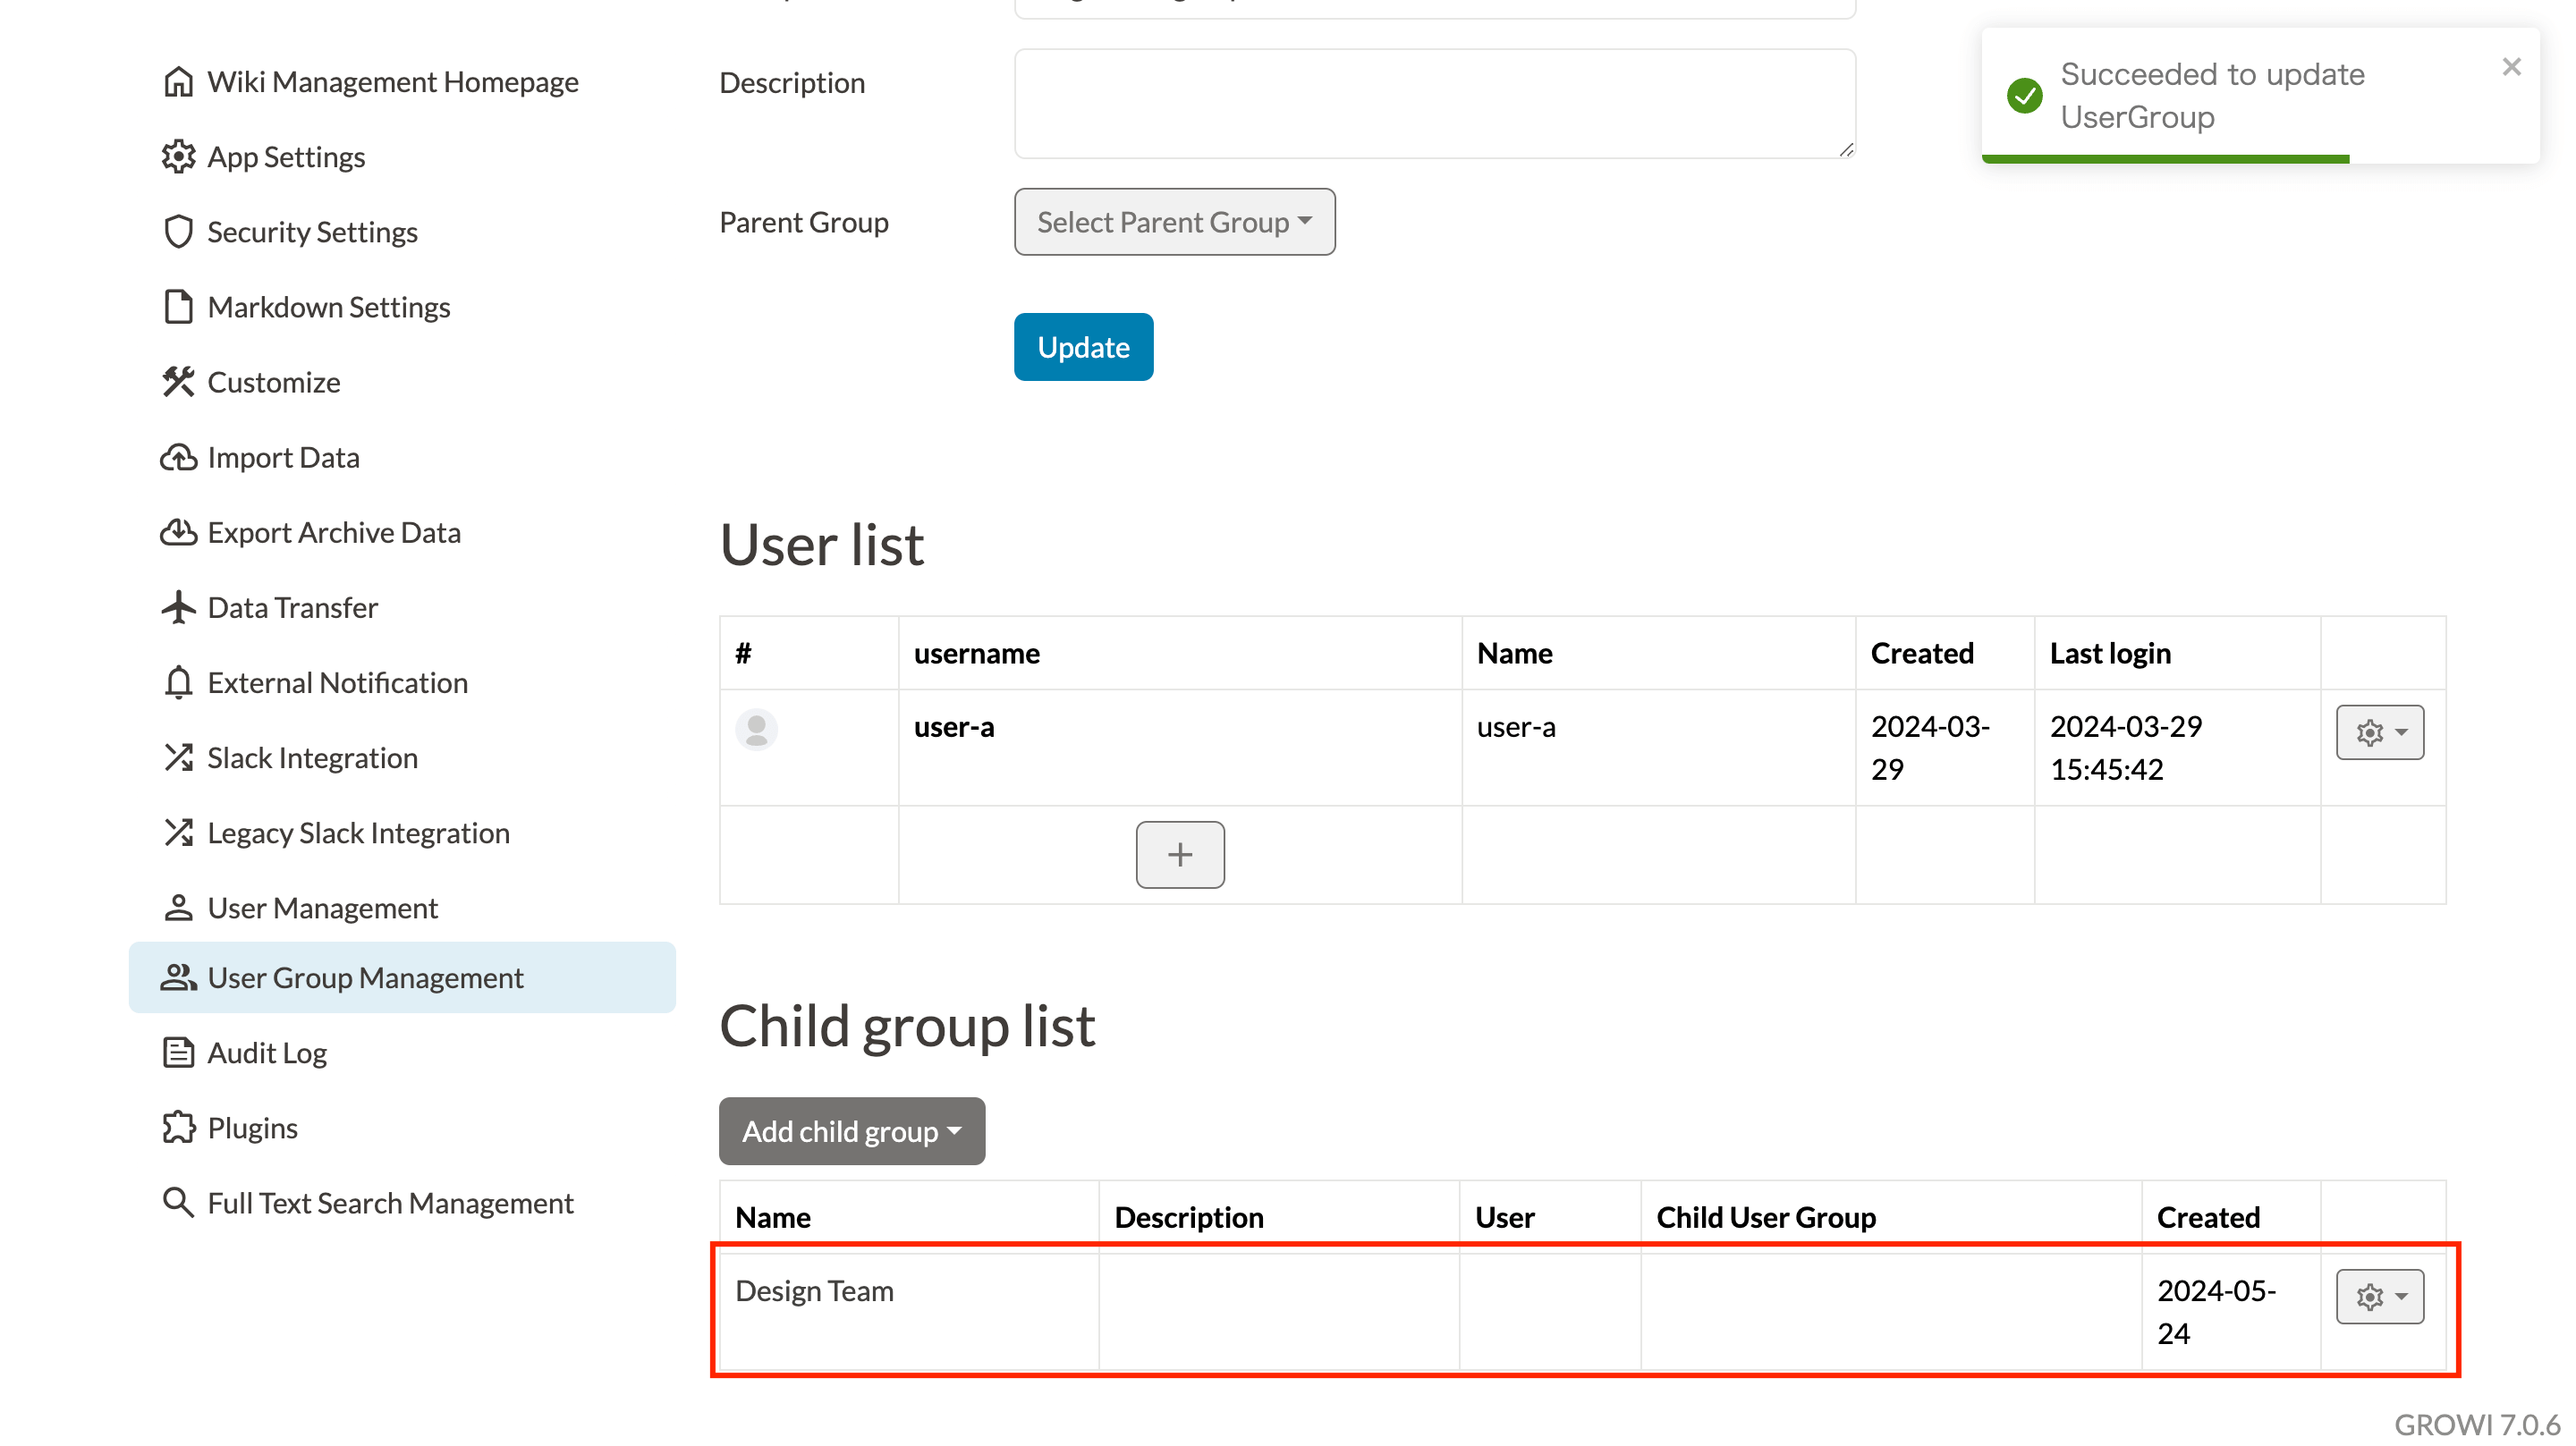 Wiki Management Homepage
App Settings
Security Settings
Markdown Settings
Customize
Import Data
Export Archive Data
Data Transfer
External Notification
Slack Integration
Legacy Slack Integration
User Management
User Group Management
Audit Log
Plugins
Full Text Search Management
Description
Parent Group
Select Parent Group
Update
Succeeded to update
UserGroup
User list
# username Name Created Last login
user-a user-a 2024-03-29 2024-03-29 15:45:42
+
Child group list
Add child group
Name Description User Child User Group Created
Design Team 2024-05-24
GROWI 7.0.6